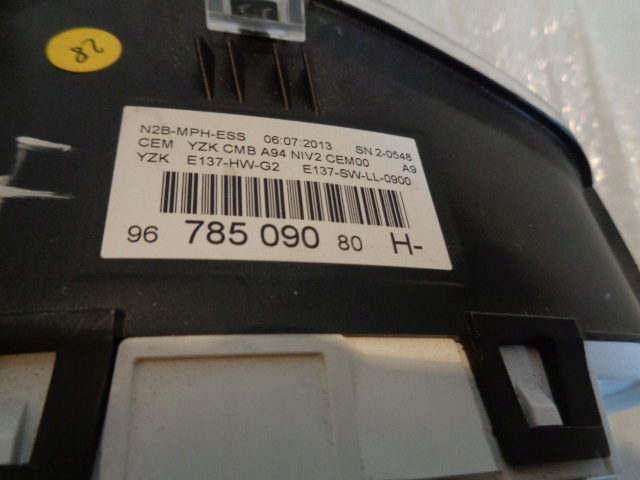 82
N2B-MPH-ESS 06:07:2013 SN 2-0548
CEM YZK CMB A94 NIV2 CEM00 A9
YZK E137-HW-G2 E137-SW-LL-0900
96 785 090 80 H-